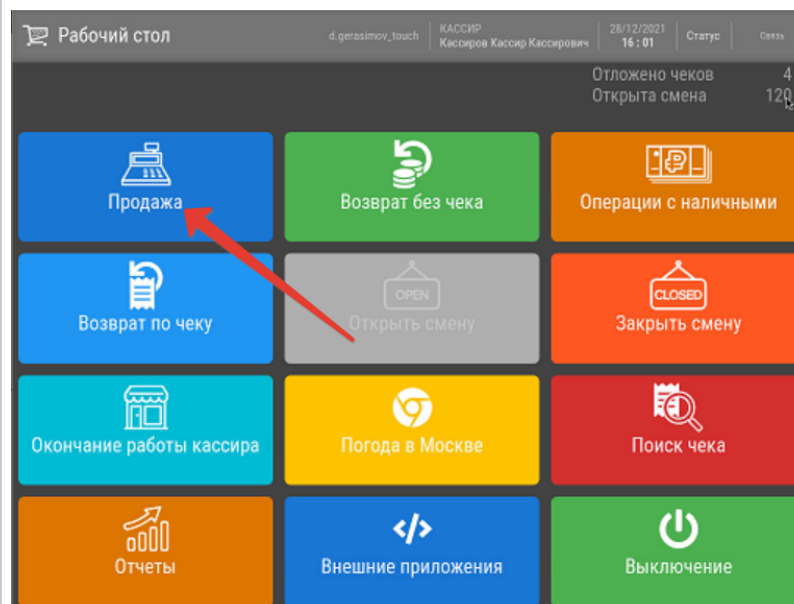 Рабочий стол
d.gerasimov_touch
КАССИР
Кассиров Кассир Кассирович
28/12/2021
16 : 01
Статус
Связь
Отложено чеков 4
Открыта смена 120
Продажа
Возврат без чека
Операции с наличными
Возврат по чеку
OPEN
Открыть смену
CLOSED
Закрыть смену
Окончание работы кассира
Погода в Москве
Поиск чека
Отчеты
Внешние приложения
Выключение